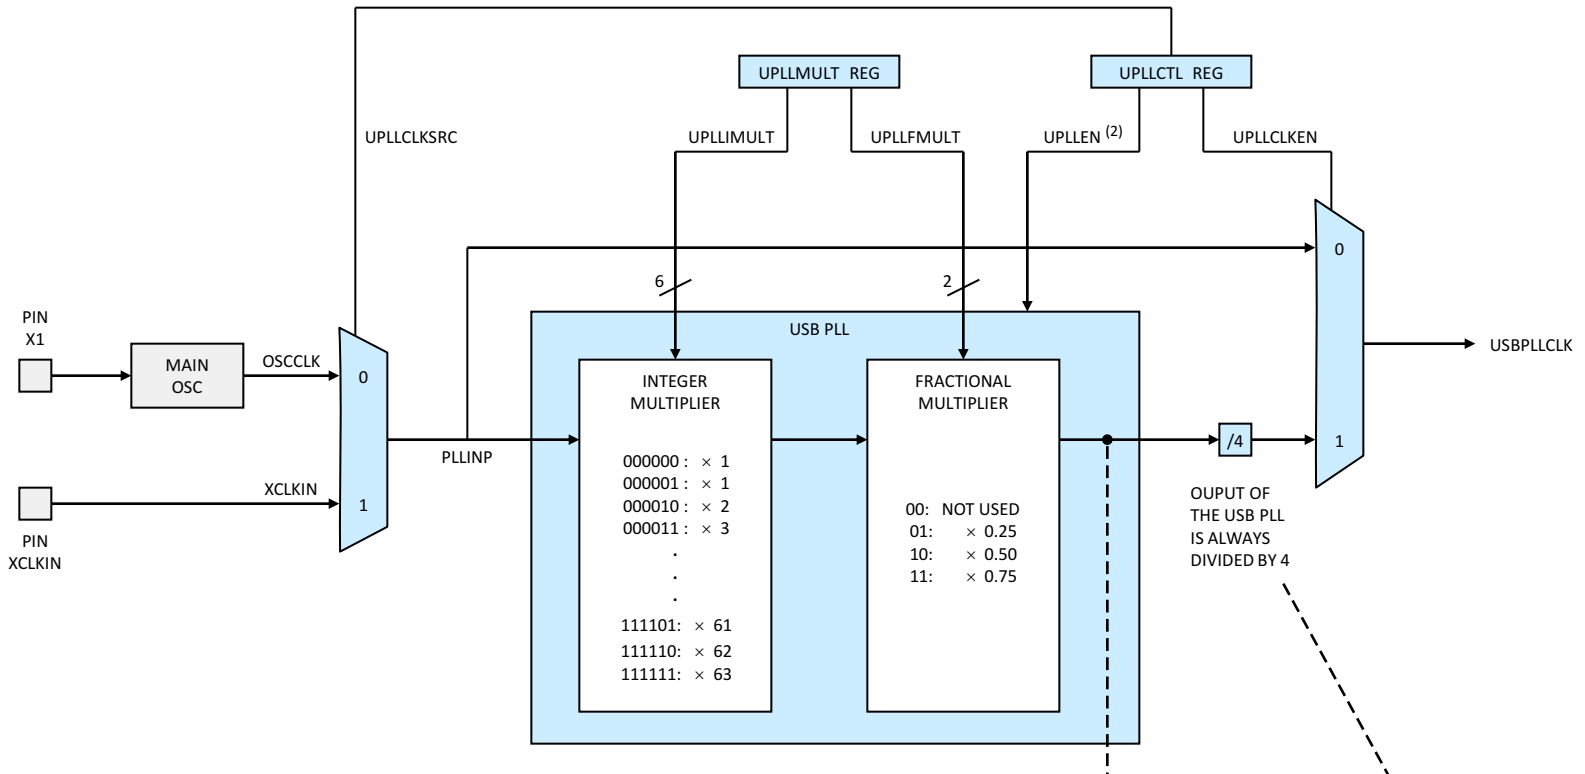 UPLLMULT REG
UPLLCTL REG
UPLLCLKSRC
UPLLIMULT
UPLLFMULT
UPLLEN (2)
UPLLCLKEN
0
6
2
PIN
X1
USB PLL
MAIN
OSC
OSCCLK
0
INTEGER
MULTIPLIER
FRACTIONAL
MULTIPLIER
USBPLLCLK
PLLINP
/4
1
000000 : × 1
000001 : × 1
000010 : × 2
000011 : × 3
.
.
.
111101: × 61
111110: × 62
111111: × 63
00: NOT USED
01: × 0.25
10: × 0.50
11: × 0.75
XCLKIN
1
PIN
XCLKIN
OUPUT OF
THE USB PLL
IS ALWAYS
DIVIDED BY 4